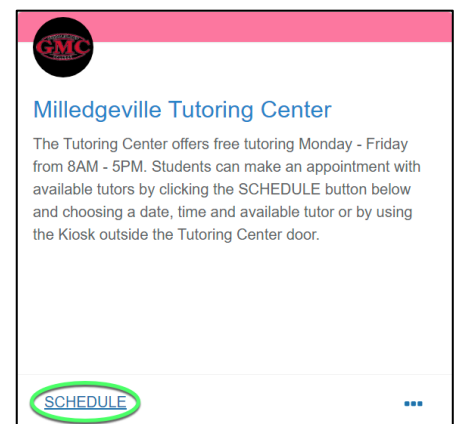 GMC
Milledgeville Tutoring Center
The Tutoring Center offers free tutoring Monday - Friday
from 8AM - 5PM. Students can make an appointment with
available tutors by clicking the SCHEDULE button below
and choosing a date, time and available tutor or by using
the Kiosk outside the Tutoring Center door.
SCHEDULE